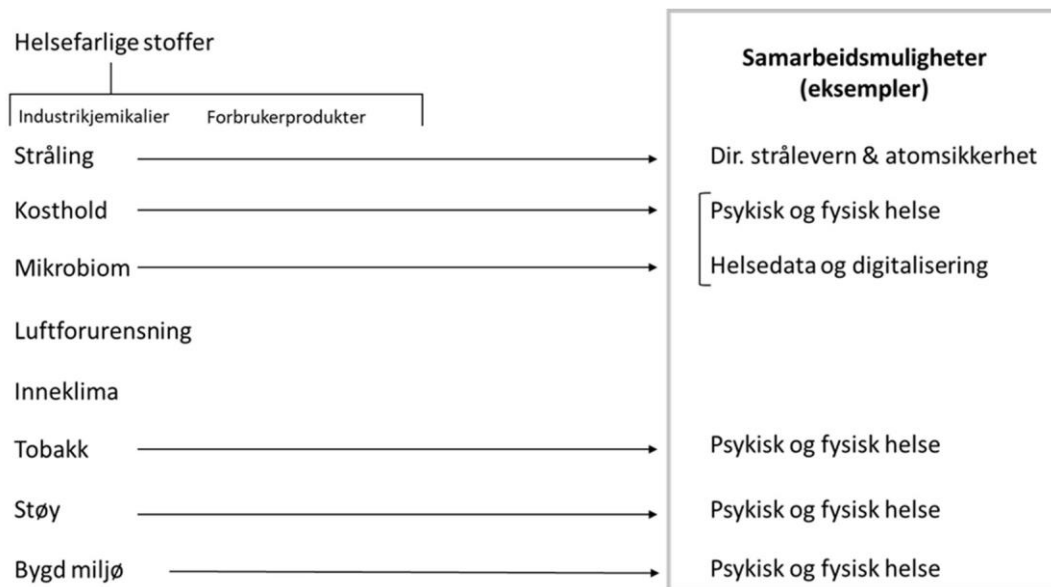 Helsefarlige stoffer
Industrikjemikalier Forbrukerprodukter
Stråling
Kosthold
Mikrobiom
Luftforurensning
Inneklima
Tobakk
Støy
Bygd miljø
Samarbeidsmuligheter
(eksempler)
Dir. strålevern & atomsikkerhet
Psykisk og fysisk helse
Helsedata og digitalisering
Psykisk og fysisk helse
Psykisk og fysisk helse
Psykisk og fysisk helse